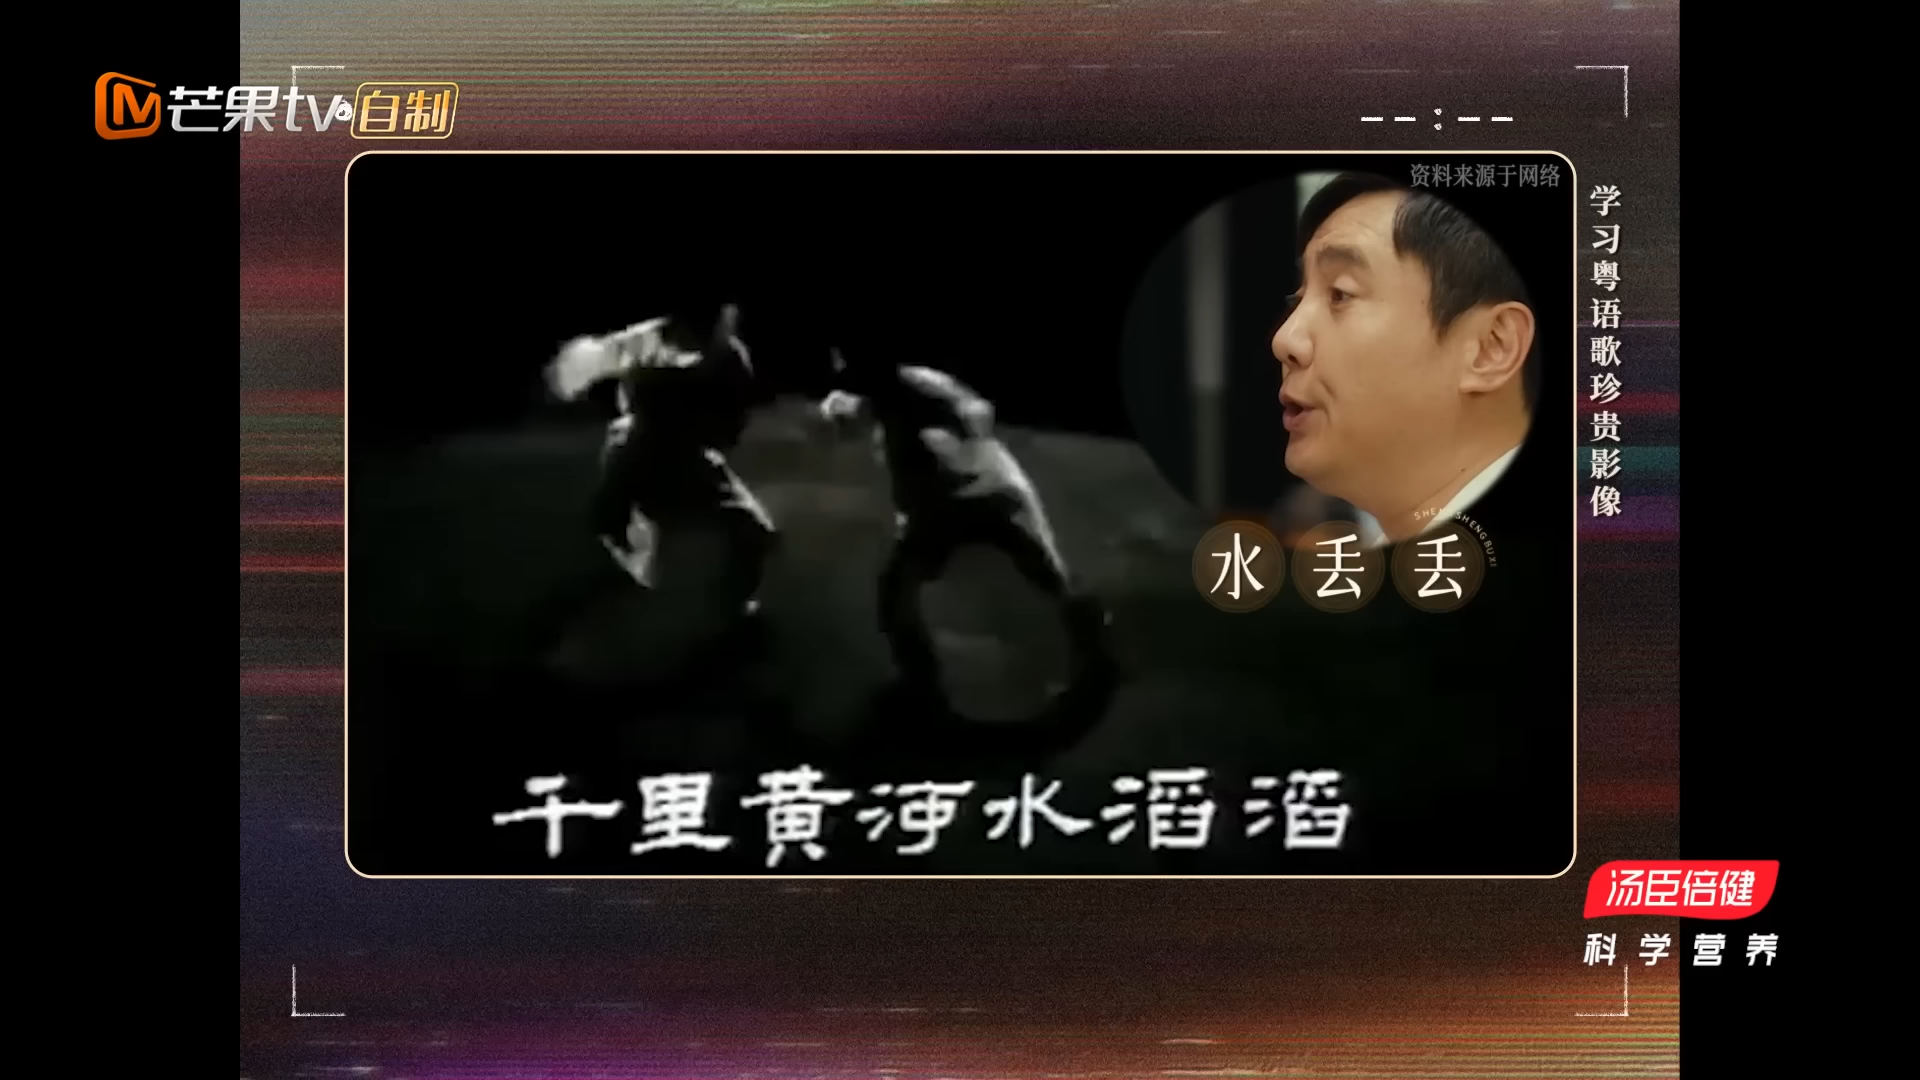 芒果tv 自制
--:--
资料来源于网络
学习粤语歌珍贵影像
SHENGSHENGBUXI
水丢丢
千里黄河水滔滔
汤臣倍健
科学营养